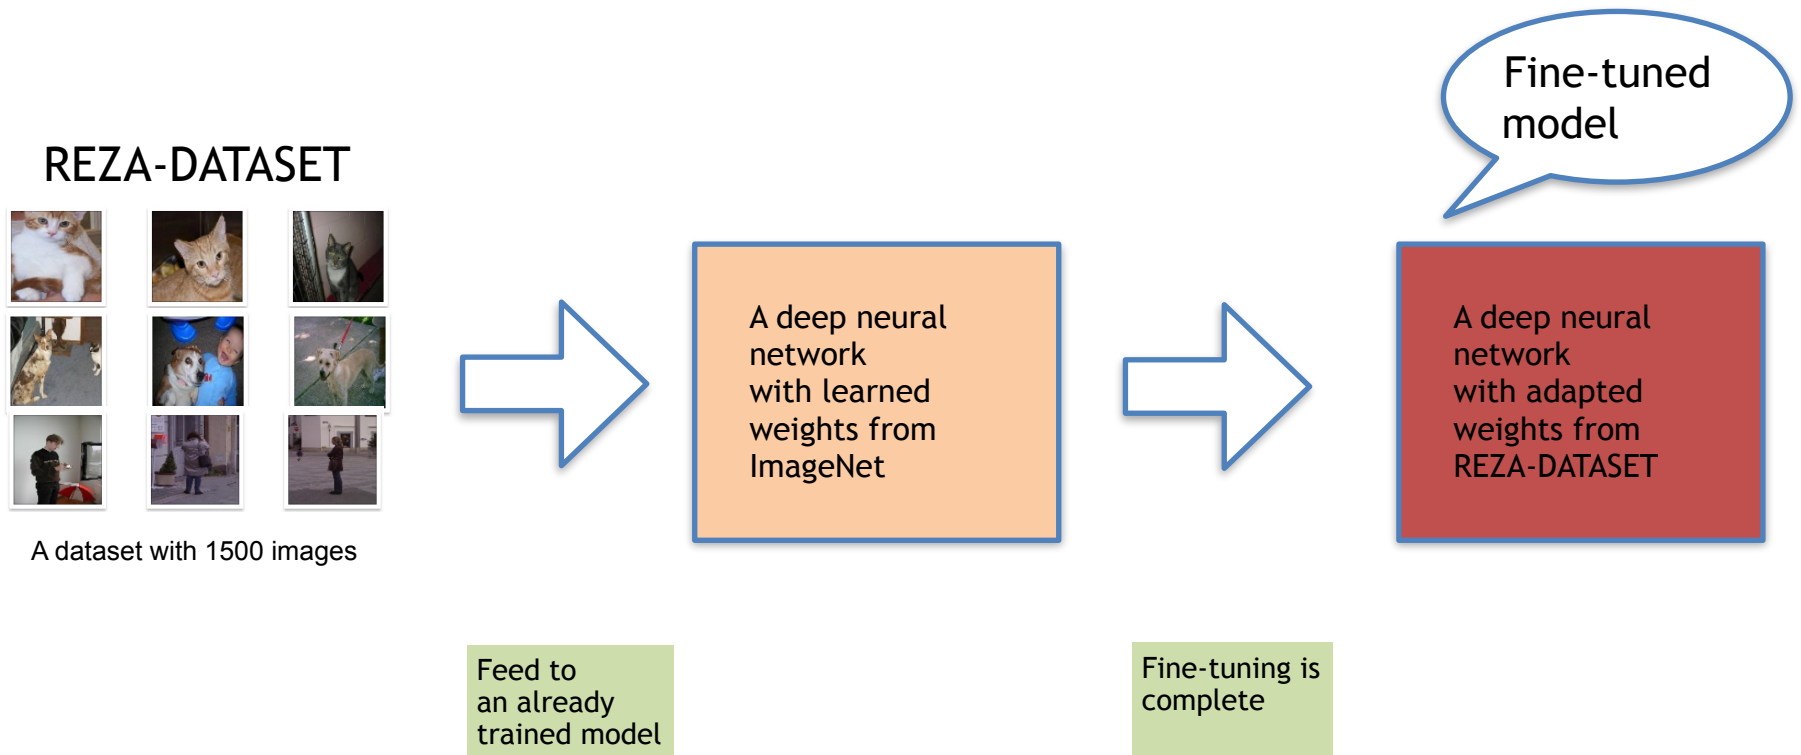 Fine-tuned
model
REZA-DATASET
A deep neural
network
with learned
weights from
ImageNet
A deep neural
network
with adapted
weights from
REZA-DATASET
A dataset with 1500 images
Feed to
an already
trained model
Fine-tuning is
complete